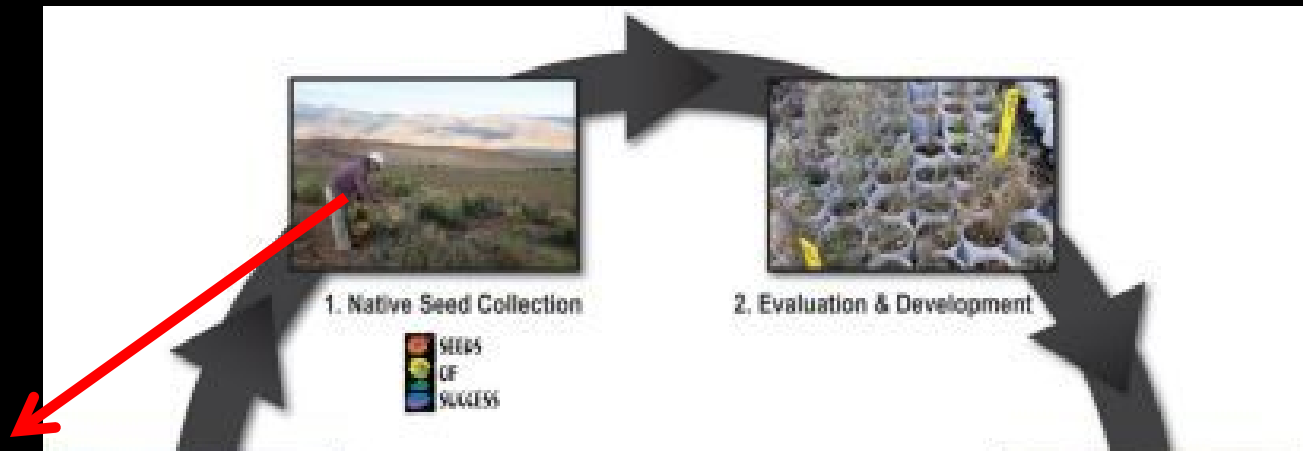 1. Native Seed Collection
2. Evaluation & Development
SEEDS
OF
SUCCESS